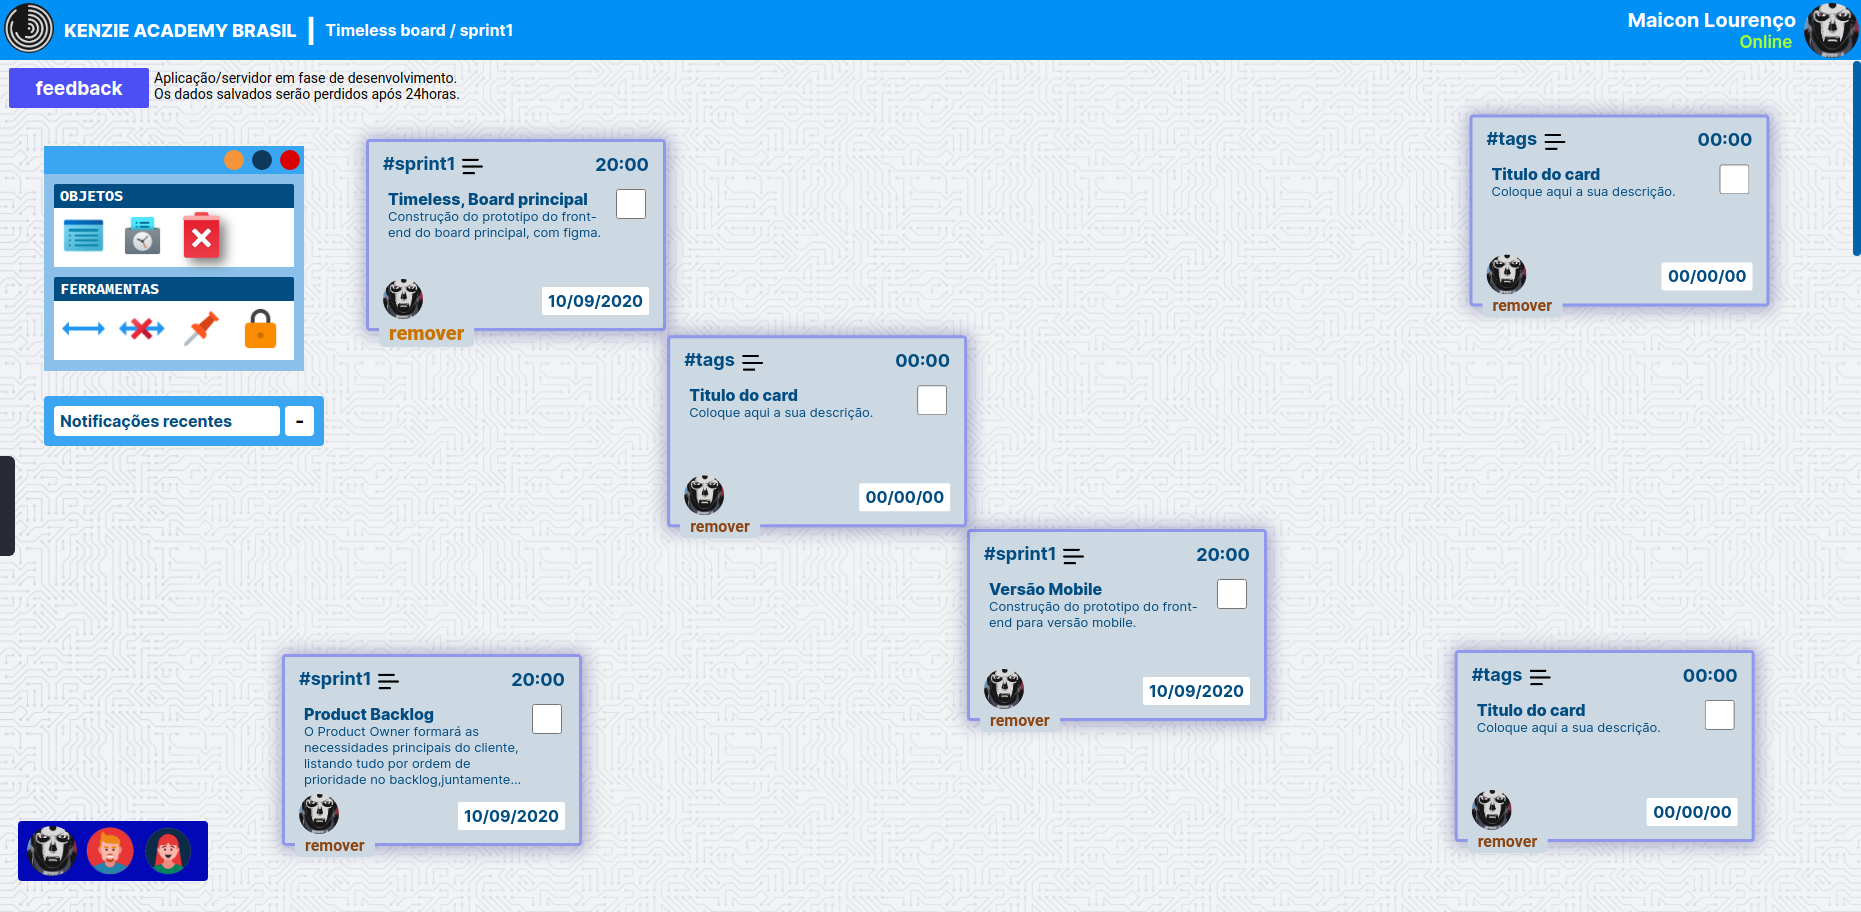 KENZIE ACADEMY BRASIL
Timeless board / sprint1
Maicon Lourenço
Online
feedback
Aplicação/servidor em fase de desenvolvimento.
Os dados salvados serão perdidos após 24horas.
OBJETOS
FERRAMENTAS
Notificações recentes
-
#sprint1
20:00
Timeless, Board principal
Construção do prototipo do front-
end do board principal, com figma.
10/09/2020
remover
#tags
00:00
Titulo do card
Coloque aqui a sua descrição.
00/00/00
remover
#tags
00:00
Titulo do card
Coloque aqui a sua descrição.
00/00/00
remover
#sprint1
20:00
Versão Mobile
Construção do prototipo do front-
end para versão mobile.
10/09/2020
remover
#sprint1
20:00
Product Backlog
O Product Owner formará as
necessidades principais do cliente,
listando tudo por ordem de
prioridade no backlog,juntamente...
10/09/2020
remover
#tags
00:00
Titulo do card
Coloque aqui a sua descrição.
00/00/00
remover